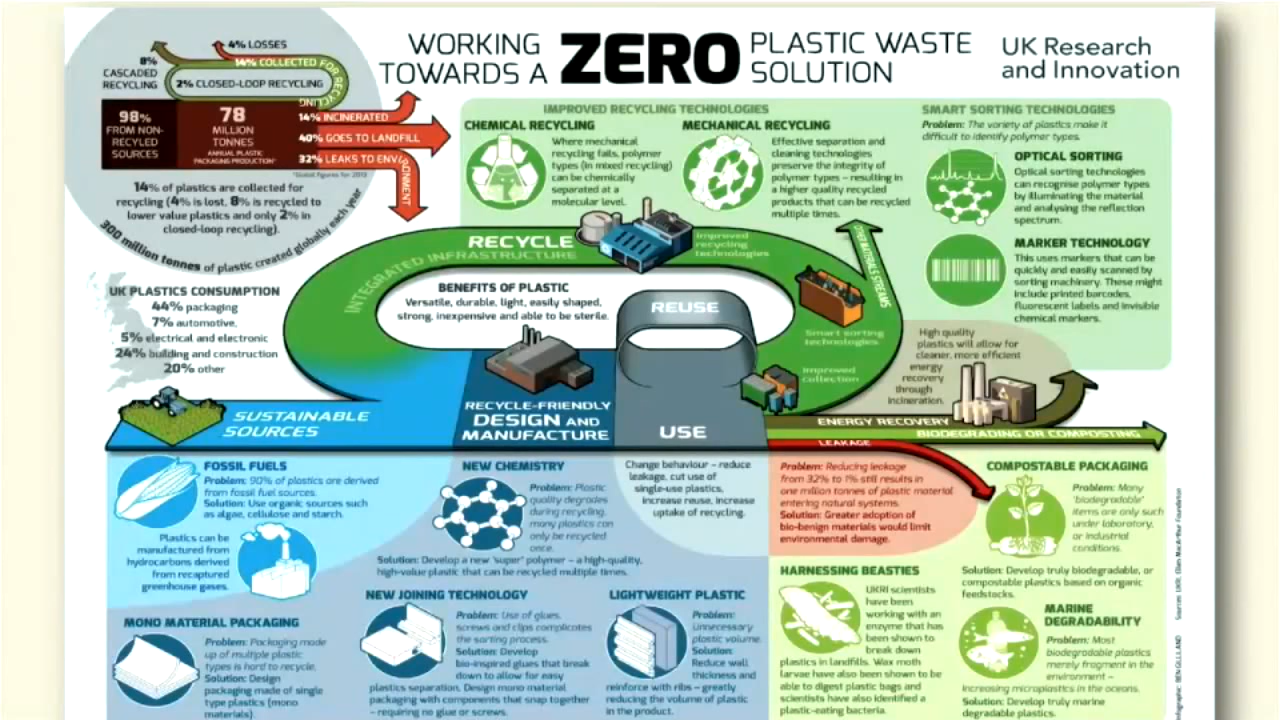 WORKING TOWARDS A ZERO PLASTIC WASTE SOLUTION
UK Research
and Innovation
4% LOSSES
8%
CASCADED
RECYCLING
14% COLLECTED FOR RECYCLING
2% CLOSED-LOOP RECYCLING
98%
FROM NON-
RECYLED
SOURCES
78
MILLION
TONNES
ANNUAL PLASTIC
PACKAGING PRODUCTION*
14% INCINERATED
40% GOES TO LANDFILL
32% LEAKS TO ENVIRONMENT
*Global figures for 2013
14% of plastics are collected for
recycling (4% is lost, 8% is recycled to
lower value plastics and only 2% in
closed-loop recycling).
300 million tonnes of plastic created globally each year
UK PLASTICS CONSUMPTION
44% packaging
7% automotive,
5% electrical and electronic
24% building and construction
20% other
IMPROVED RECYCLING TECHNOLOGIES
CHEMICAL RECYCLING
Where mechanical
recycling fails, polymer
types (in mixed recycling)
can be chemically
separated at a
molecular level.
MECHANICAL RECYCLING
Effective separation and
cleaning technologies
preserve the integrity of
polymer types – resulting in
a higher quality recycled
products that can be recycled
multiple times.
SMART SORTING TECHNOLOGIES
Problem: The variety of plastics make it
difficult to identify polymer types.
OPTICAL SORTING
Optical sorting technologies
can recognise polymer types
by illuminating the material
and analysing the reflection
spectrum.
MARKER TECHNOLOGY
This uses markers that can be
quickly and easily scanned by
sorting machinery. These might
include printed barcodes,
fluorescent labels and invisible
chemical markers.
RECYCLE
INTEGRATED INFRASTRUCTURE
Improved
recycling
technologies
OTHER MATERIALS STREAMS
BENEFITS OF PLASTIC
Versatile, durable, light, easily shaped,
strong, inexpensive and able to be sterile.
REUSE
Smart sorting
technologies
Improved
collection
High quality
plastics will allow for
cleaner, more efficient
energy
recovery
through
incineration.
SUSTAINABLE
SOURCES
RECYCLE-FRIENDLY
DESIGN AND
MANUFACTURE
USE
ENERGY RECOVERY
BIODEGRADING OR COMPOSTING
LEAKAGE
FOSSIL FUELS
Problem: 90% of plastics are derived
from fossil fuel sources.
Solution: Use organic sources such
as algae, cellulose and starch.
Plastics can be
manufactured from
hydrocarbons derived
from recaptured
greenhouse gases.
NEW CHEMISTRY
Problem: Plastic
quality degrades
during recycling,
many plastics can
only be recycled
once.
Solution: Develop a new 'super' polymer – a high-quality,
high-value plastic that can be recycled multiple times.
Change behaviour – reduce
leakage, cut use of
single-use plastics,
increase reuse, increase
uptake of recycling.
Problem: Reducing leakage
from 32% to 1% still results in
one million tonnes of plastic material
entering natural systems.
Solution: Greater adoption of
bio-benign materials would limit
environmental damage.
COMPOSTABLE PACKAGING
Problem: Many
'biodegradable'
items are only such
under laboratory,
or industrial
conditions.
Solution: Develop truly biodegradable, or
compostable plastics based on organic
feedstocks.
MONO MATERIAL PACKAGING
Problem: Packaging made
up of multiple plastic
types is hard to recycle.
Solution: Design
packaging made of single
type plastics (mono
materials).
NEW JOINING TECHNOLOGY
Problem: Use of glues,
screws and clips complicates
the sorting process.
Solution: Develop
bio-inspired glues that break
down to allow for easy
plastics separation. Design mono material
packaging with components that snap together
– requiring no glue or screws.
LIGHTWEIGHT PLASTIC
Problem:
Unnecessary
plastic volume.
Solution:
Reduce wall
thickness and
reinforce with ribs – greatly
reducing the volume of plastic
in the product.
HARNESSING BEASTIES
UKRI scientists
have been
working with an
enzyme that has
been shown to
break down
plastics in landfills. Wax moth
larvae have also been shown to be
able to digest plastic bags and
scientists have also identified a
plastic-eating bacteria.
MARINE
DEGRADABILITY
Problem: Most
biodegradable plastics
merely fragment in the
environment –
increasing microplastics in the oceans.
Solution: Develop truly marine
degradable plastics.
Sources: UKRI, Ellen MacArthur Foundation